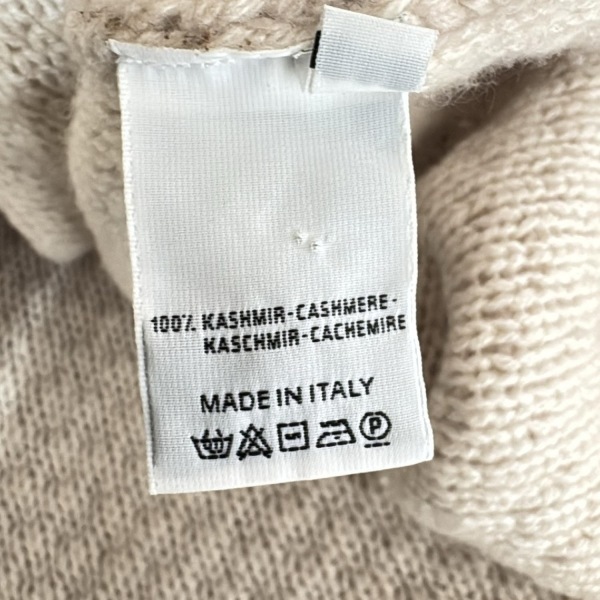 100% KASHMIR-CASHMERE-
KASCHMIR-CACHEMIRE
MADE IN ITALY
P